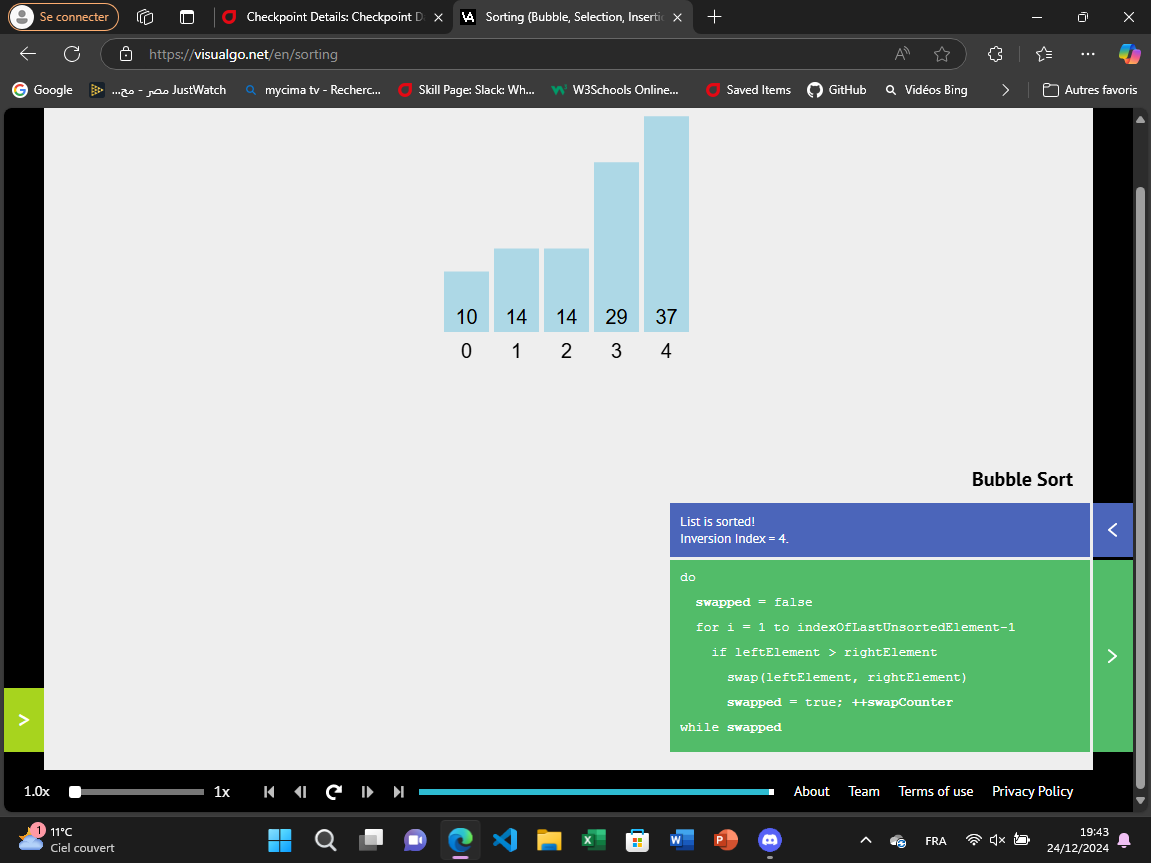 Se connecter
Checkpoint Details: Checkpoint D
Sorting (Bubble, Selection, Inserti
https://visualgo.net/en/sorting
Google
مصر - مج... JustWatch
mycima tv - Recherc...
Skill Page: Slack: Wh...
W3Schools Online...
Saved Items
GitHub
Vidéos Bing
Autres favoris
10 14 14 29 37
0 1 2 3 4
Bubble Sort
List is sorted!
Inversion Index = 4.
do
swapped = false
for i = 1 to indexOfLastUnsortedElement-1
if leftElement > rightElement
swap(leftElement, rightElement)
swapped = true; ++swapCounter
while swapped
1.0x
1x
About
Team
Terms of use
Privacy Policy
1
11°C
Ciel couvert
FRA
19:43
24/12/2024